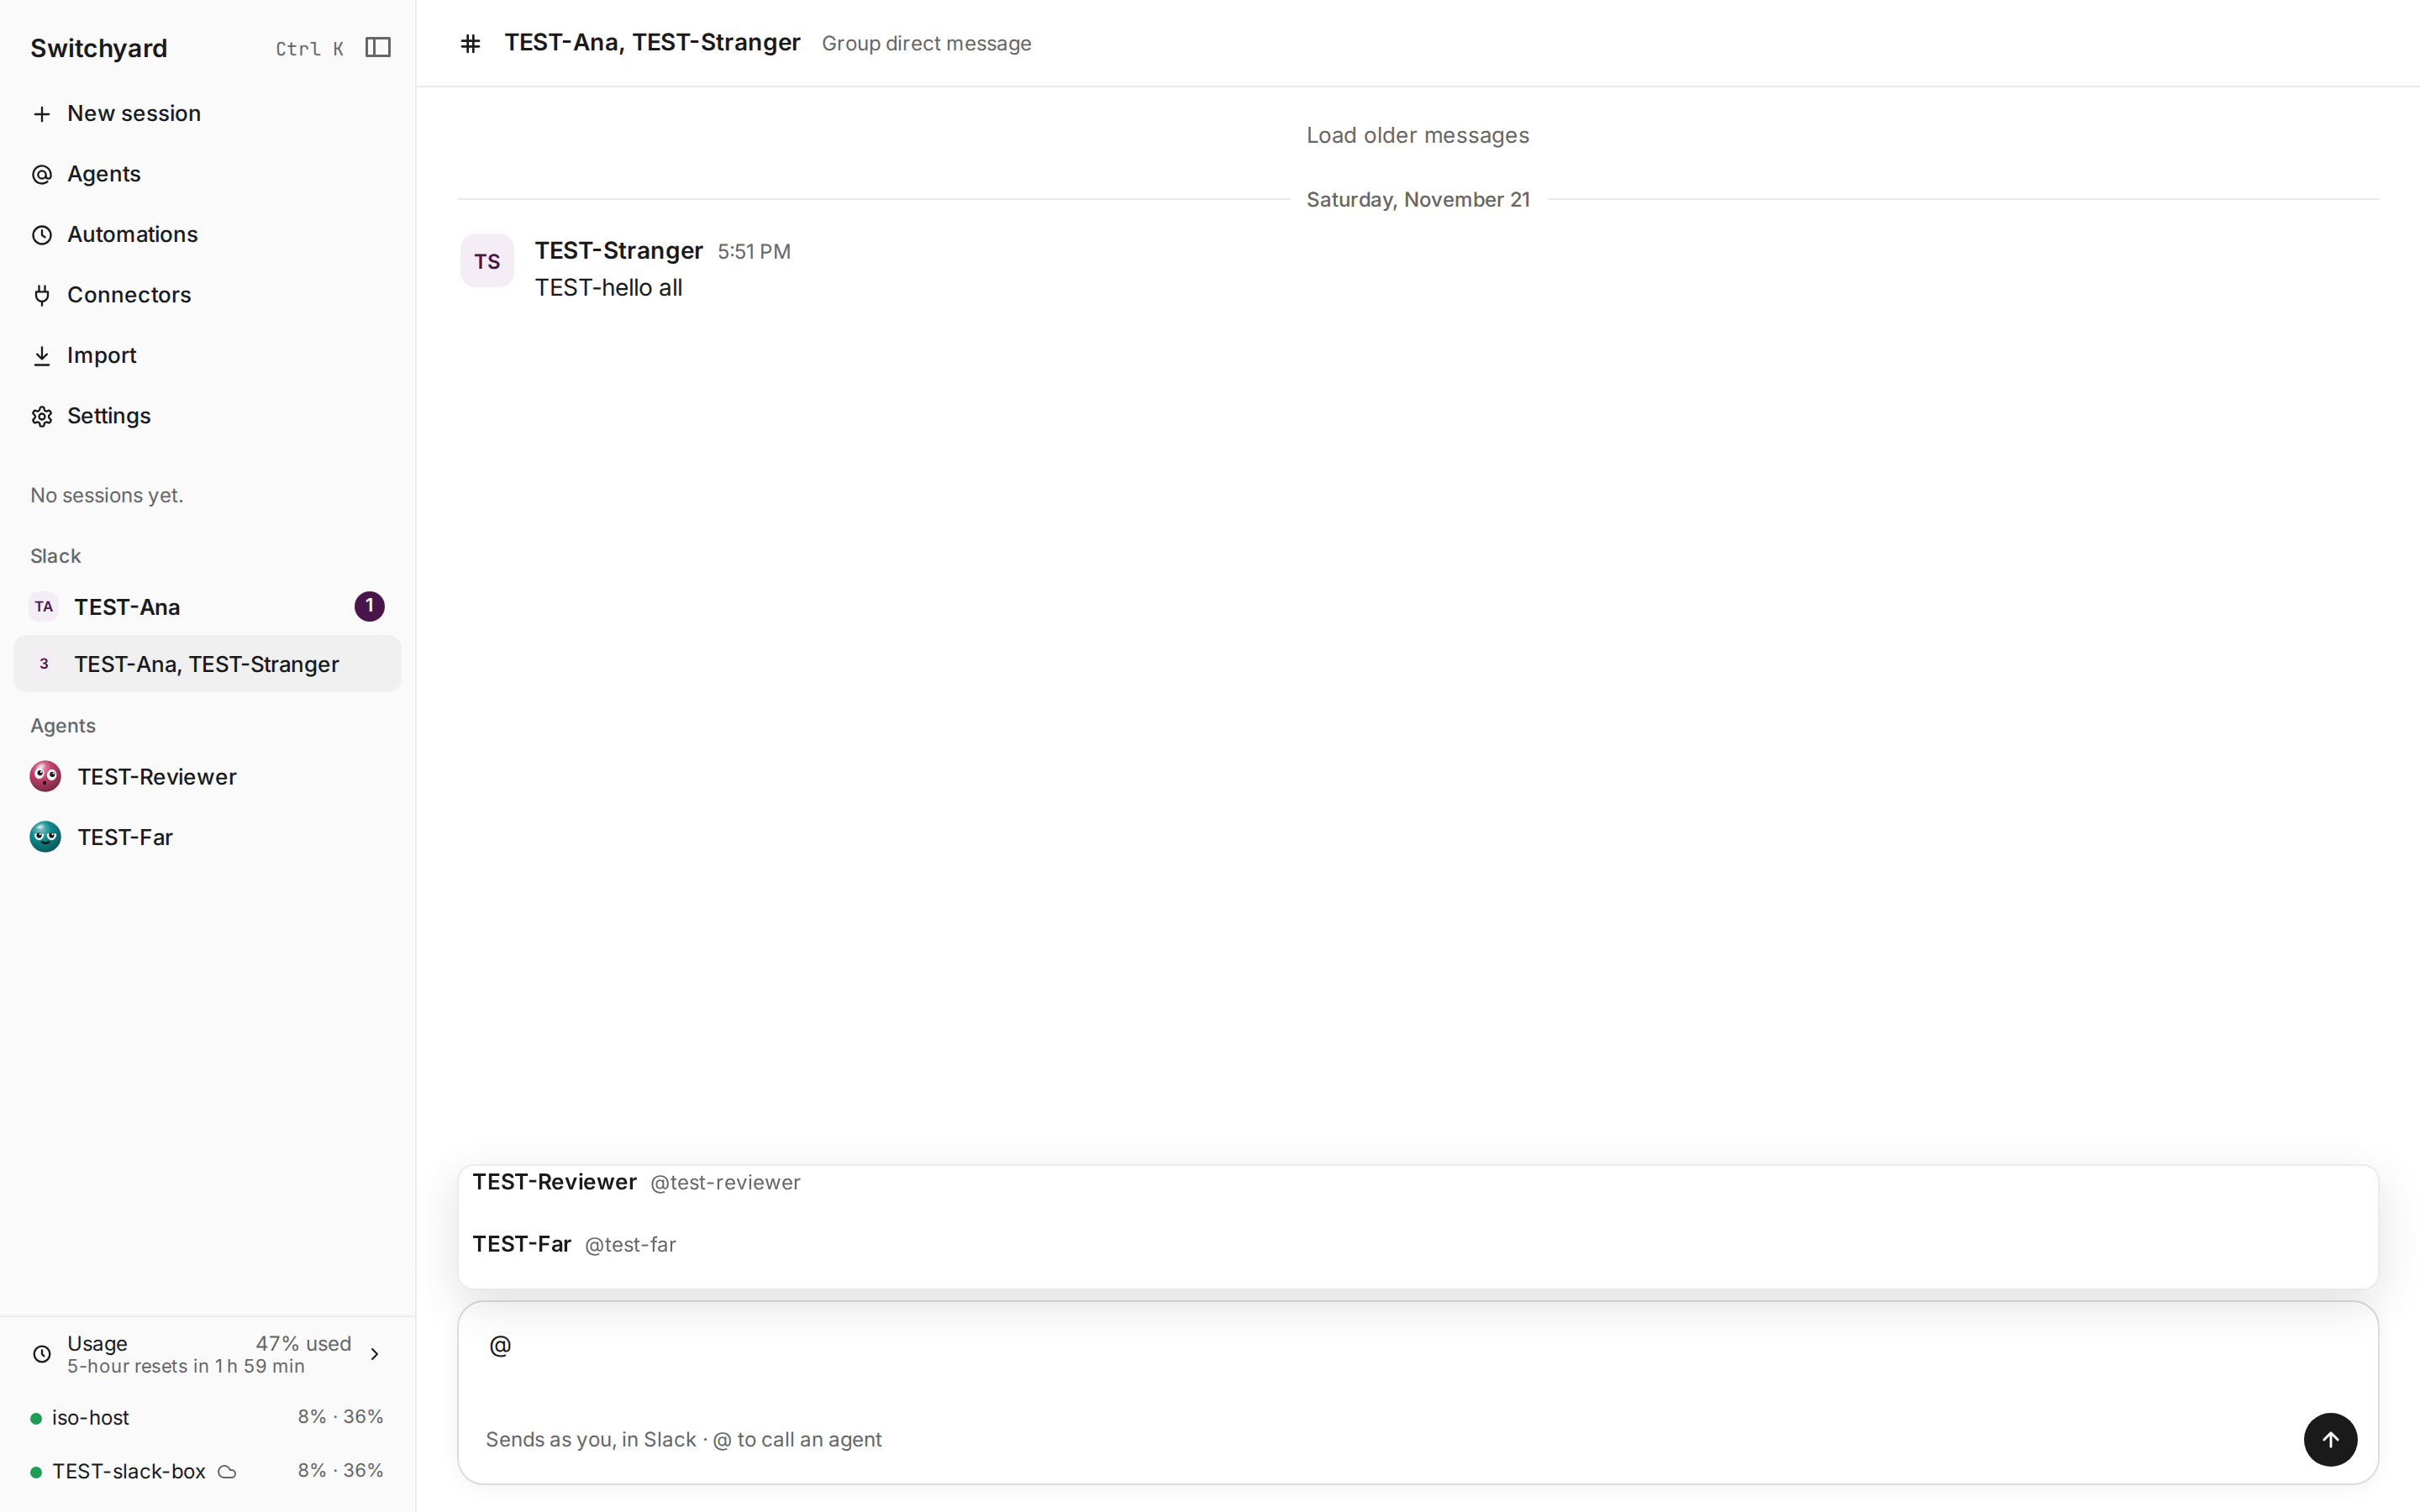 Switchyard
Ctrl K
New session
Agents
Automations
Connectors
Import
Settings
No sessions yet.
Slack
TA TEST-Ana 1
3 TEST-Ana, TEST-Stranger
Agents
TEST-Reviewer
TEST-Far
Usage 47% used
5-hour resets in 1 h 59 min
iso-host 8% · 36%
TEST-slack-box 8% · 36%
# TEST-Ana, TEST-Stranger Group direct message
Load older messages
Saturday, November 21
TS TEST-Stranger 5:51 PM
TEST-hello all
TEST-Reviewer @test-reviewer
TEST-Far @test-far
@
Sends as you, in Slack · @ to call an agent